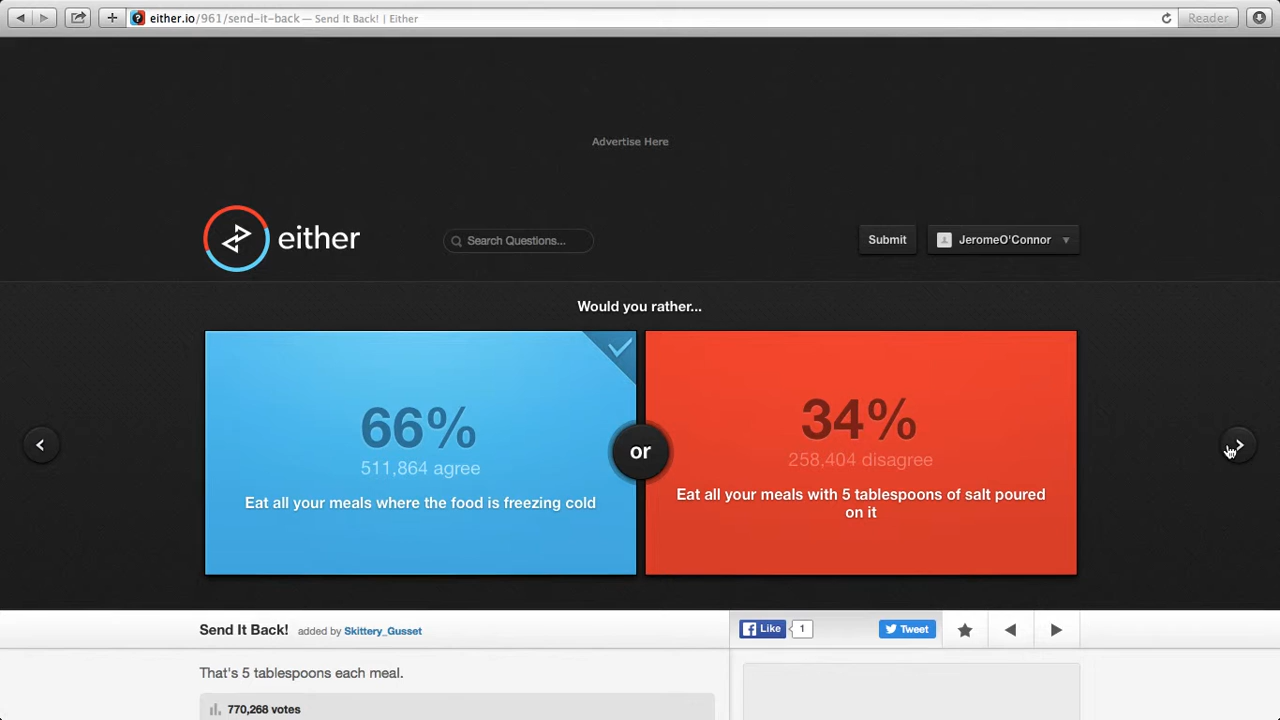 either.io/961/send-it-back — Send It Back! | Either
Reader
Advertise Here
either
Search Questions...
Submit
JeromeO'Connor
Would you rather...
66%
511,864 agree
Eat all your meals where the food is freezing cold
or
34%
258,404 disagree
Eat all your meals with 5 tablespoons of salt poured
on it
Send It Back! added by Skittery_Gusset
Like
1
Tweet
That's 5 tablespoons each meal.
770,268 votes